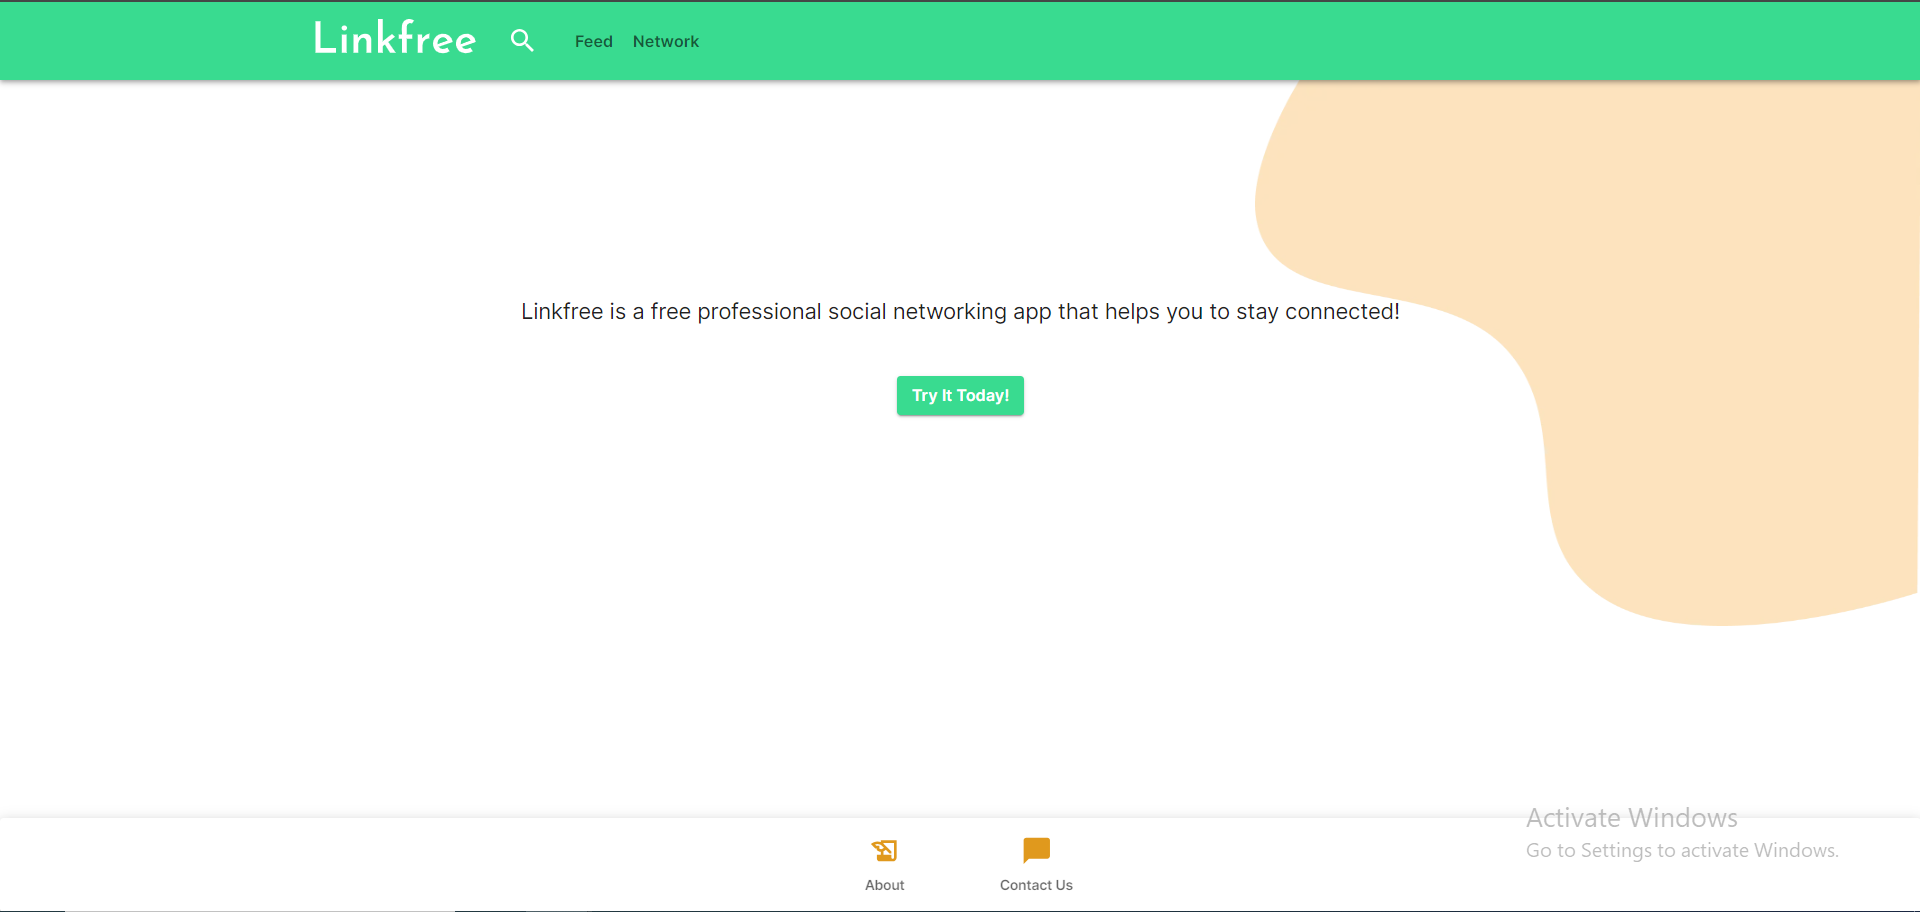 Linkfree Feed Network
Linkfree is a free professional social networking app that helps you to stay connected!
Try It Today!
Activate Windows
Go to Settings to activate Windows.
About Contact Us